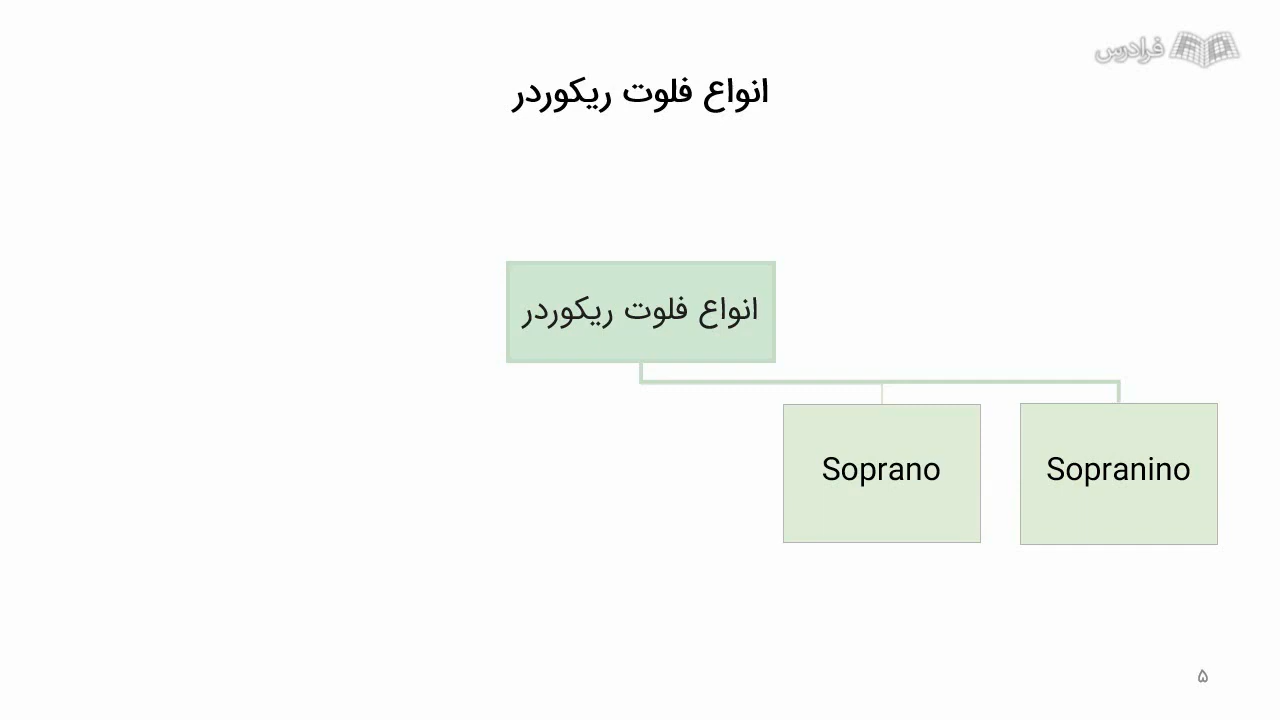 فرادرس
انواع فلوت ریکوردر
انواع فلوت ریکوردر
Sopranino
Soprano
۵